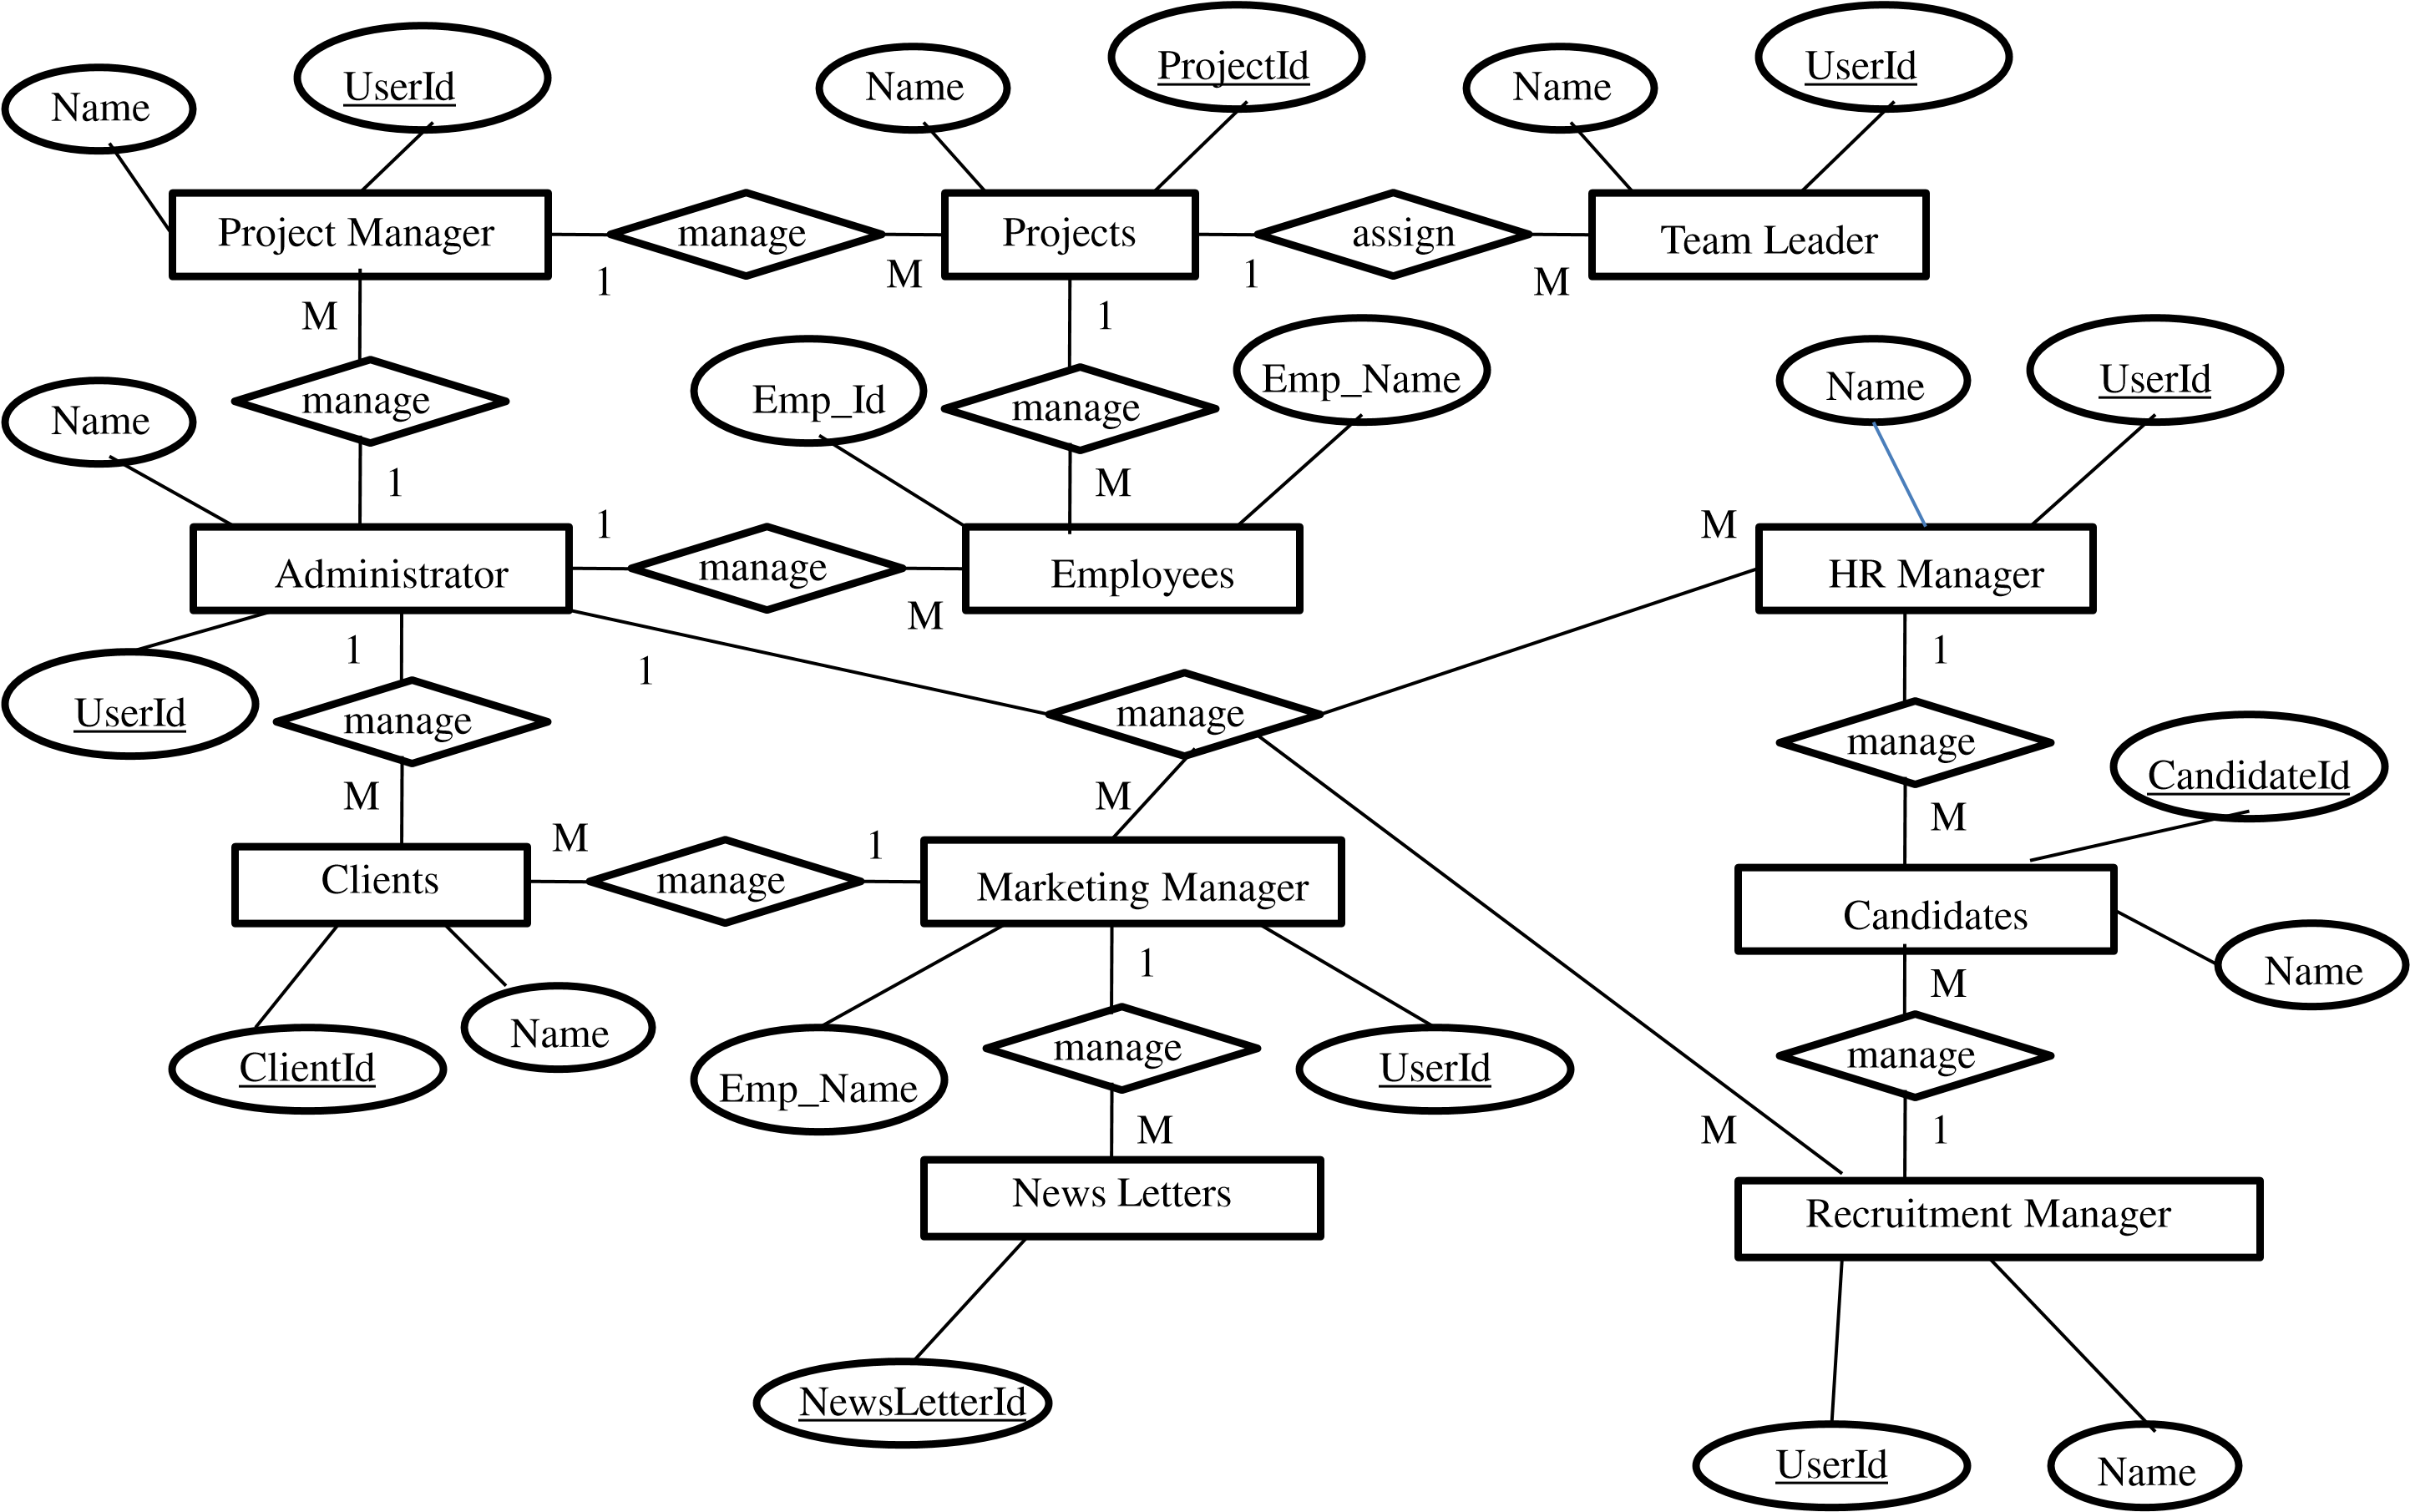 Name
UserId
Name
ProjectId
Name
UserId
Project Manager
manage
Projects
assign
Team Leader
1
M
1
M
M
1
Name
manage
Emp_Id
manage
Emp_Name
Name
UserId
1
M
1
M
Administrator
manage
Employees
HR Manager
M
1
1
1
UserId
manage
manage
manage
CandidateId
M
M
M
M
1
Clients
manage
Marketing Manager
Candidates
1
M
Name
Name
ClientId
Emp_Name
manage
UserId
manage
M
M
1
News Letters
Recruitment Manager
NewsLetterId
UserId
Name